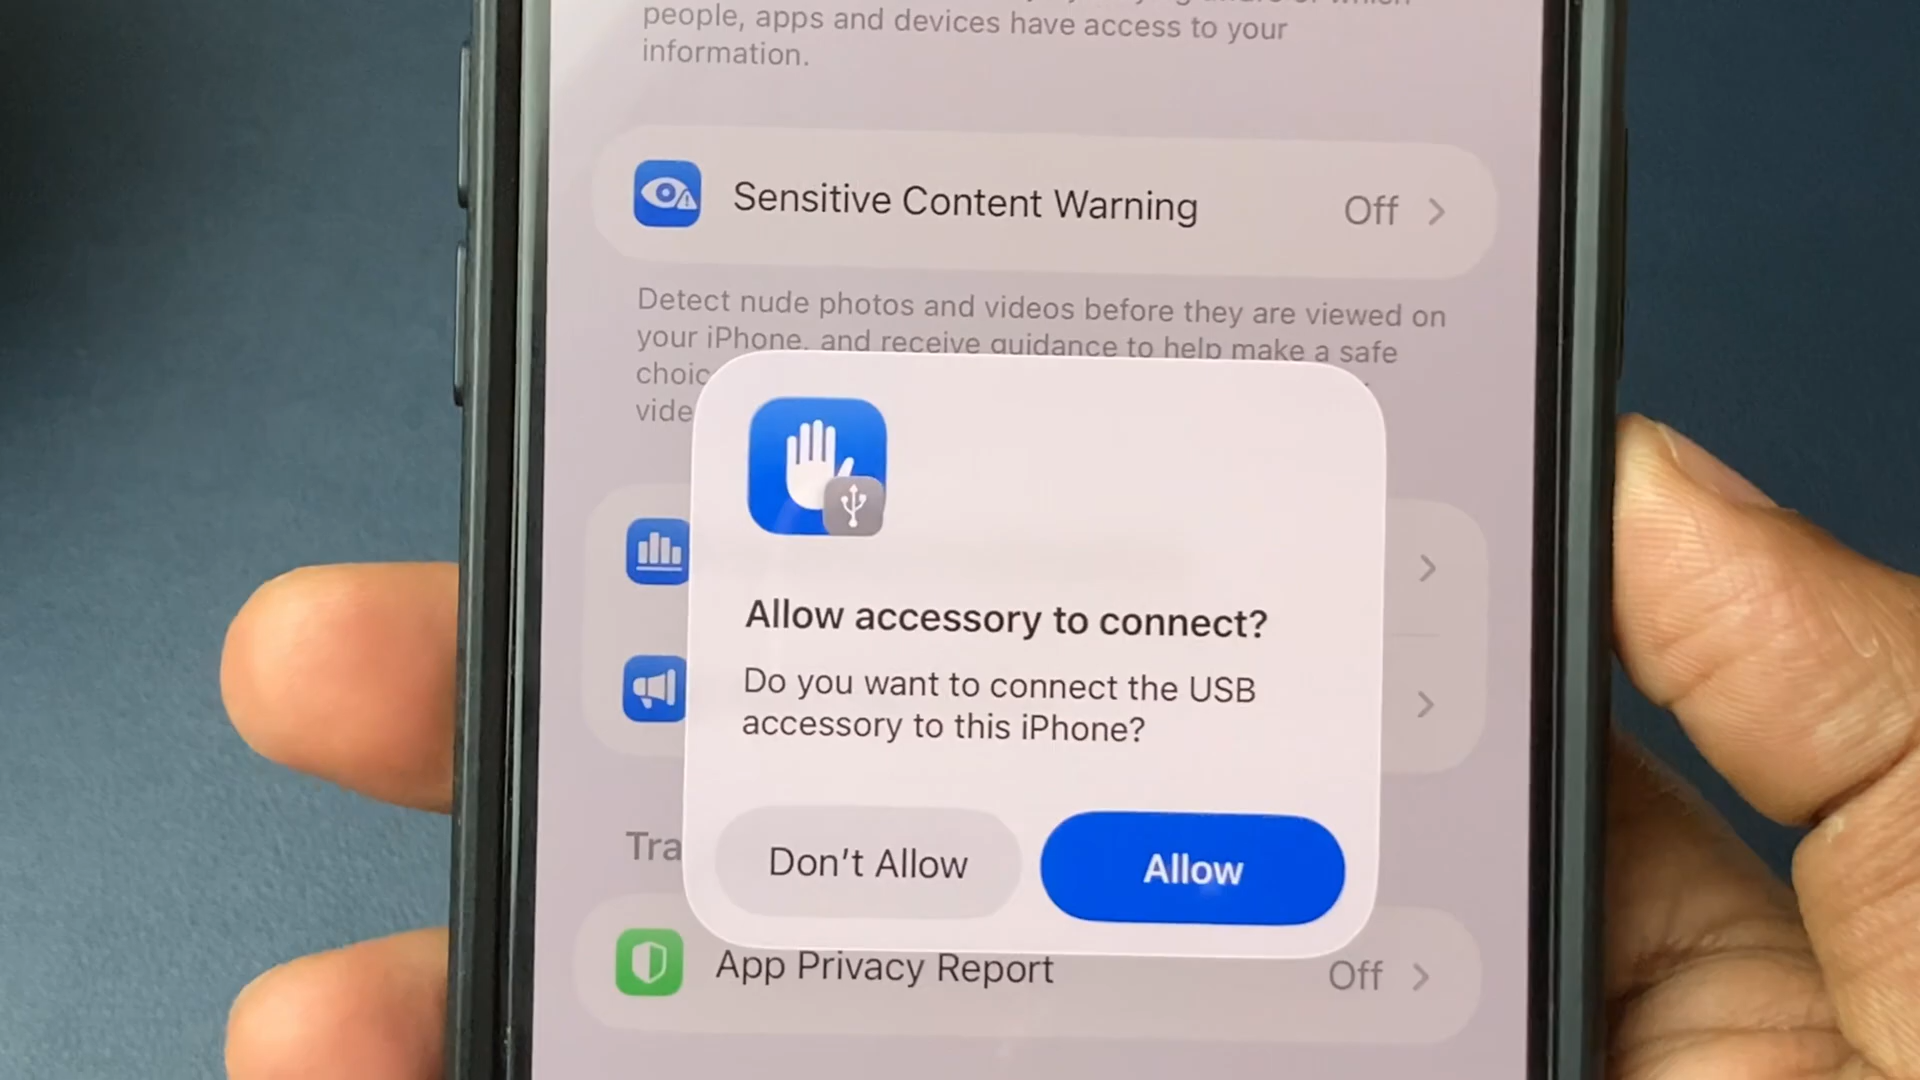 people, apps and devices have access to your
information.
Sensitive Content Warning
Off
Detect nude photos and videos before they are viewed on
your iPhone, and receive guidance to help make a safe
choic
vide
Allow accessory to connect?
Do you want to connect the USB
accessory to this iPhone?
Don't Allow
Allow
Tra
App Privacy Report
Off